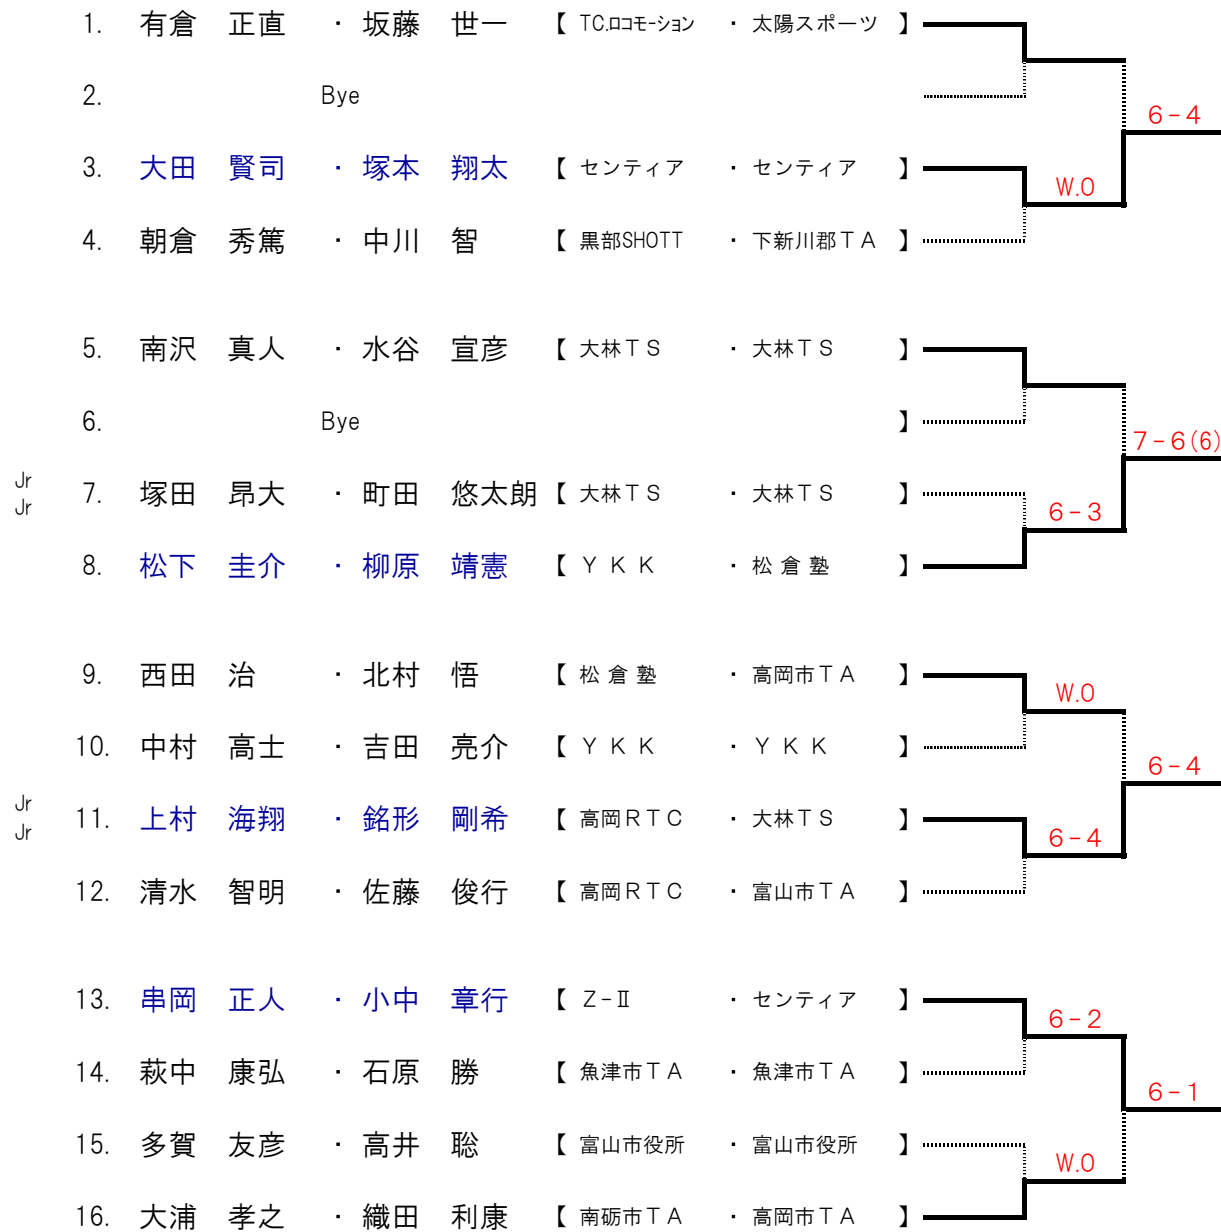 1. 有倉 正直 ・ 坂藤 世一 【 TC.ロコモーション ・ 太陽スポーツ 】
2. Bye
6-4
3. 大田 賢司 ・ 塚本 翔太 【 センティア ・ センティア 】
W.O
4. 朝倉 秀篤 ・ 中川 智 【 黒部SHOTT ・ 下新川郡TA 】
5. 南沢 真人 ・ 水谷 宣彦 【 大林TS ・ 大林TS 】
6. Bye 】
7-6(6)
Jr
Jr
7. 塚田 昂大 ・ 町田 悠太朗 【 大林TS ・ 大林TS 】
6-3
8. 松下 圭介 ・ 柳原 靖憲 【 YKK ・ 松倉塾 】
9. 西田 治 ・ 北村 悟 【 松倉塾 ・ 高岡市TA 】
W.O
10. 中村 高士 ・ 吉田 亮介 【 YKK ・ YKK 】
6-4
Jr
Jr
11. 上村 海翔 ・ 銘形 剛希 【 高岡RTC ・ 大林TS 】
6-4
12. 清水 智明 ・ 佐藤 俊行 【 高岡RTC ・ 富山市TA 】
13. 串岡 正人 ・ 小中 章行 【 Z-Ⅱ ・ センティア 】
6-2
14. 萩中 康弘 ・ 石原 勝 【 魚津市TA ・ 魚津市TA 】
6-1
15. 多賀 友彦 ・ 高井 聡 【 富山市役所 ・ 富山市役所 】
W.O
16. 大浦 孝之 ・ 織田 利康 【 南砺市TA ・ 高岡市TA 】